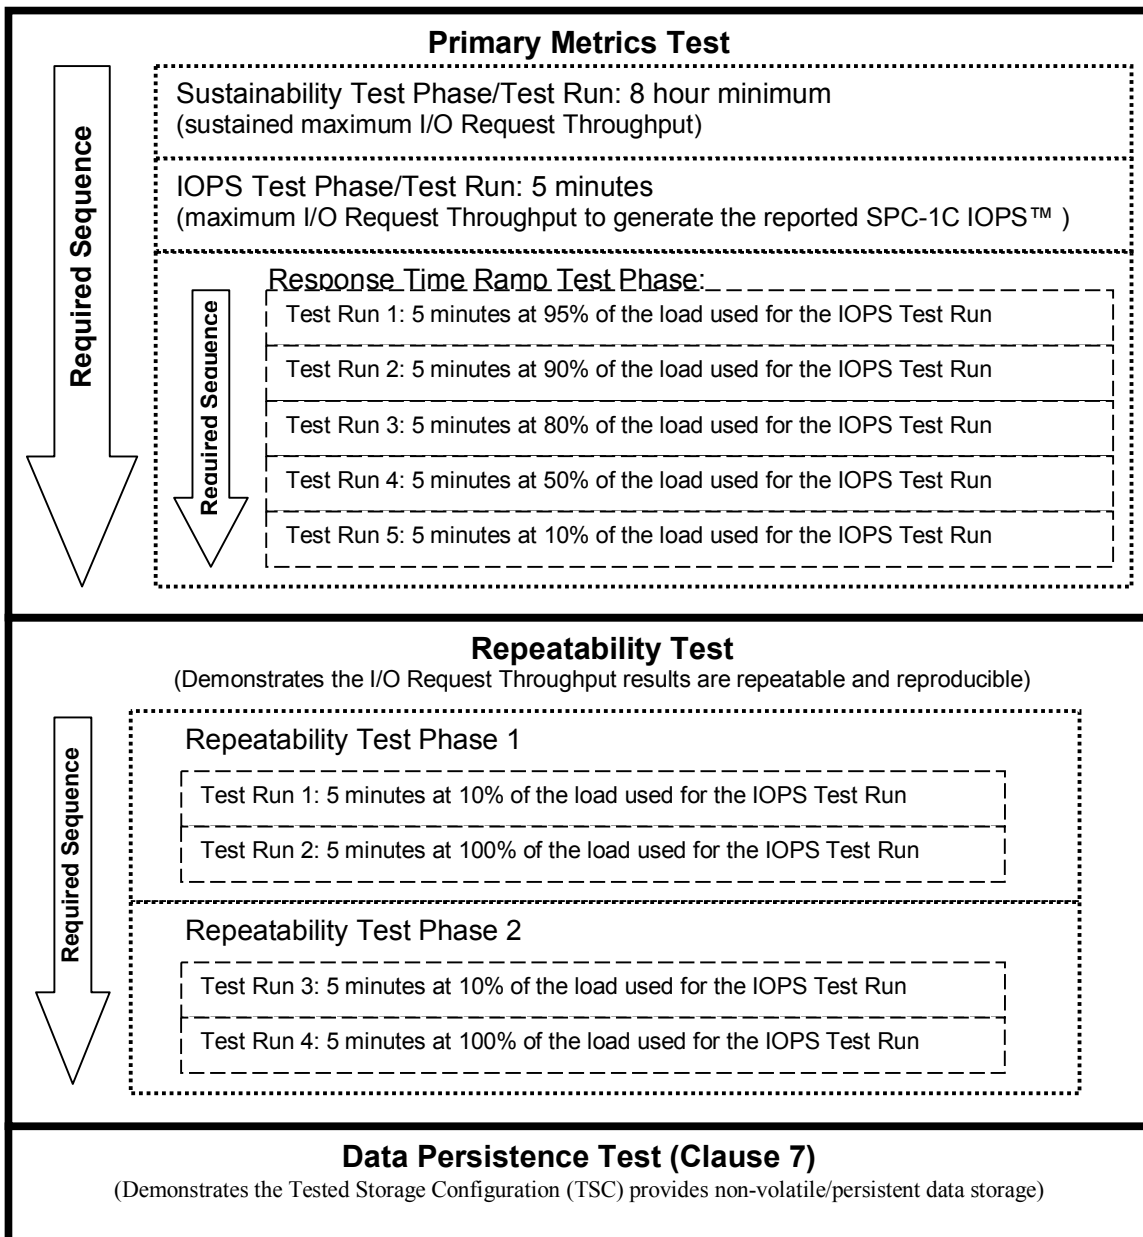 Primary Metrics Test
Required Sequence
Sustainability Test Phase/Test Run: 8 hour minimum
(sustained maximum I/O Request Throughput)
IOPS Test Phase/Test Run: 5 minutes
(maximum I/O Request Throughput to generate the reported SPC-1C IOPS™ )
Response Time Ramp Test Phase:
Required Sequence
Test Run 1: 5 minutes at 95% of the load used for the IOPS Test Run
Test Run 2: 5 minutes at 90% of the load used for the IOPS Test Run
Test Run 3: 5 minutes at 80% of the load used for the IOPS Test Run
Test Run 4: 5 minutes at 50% of the load used for the IOPS Test Run
Test Run 5: 5 minutes at 10% of the load used for the IOPS Test Run
Repeatability Test
(Demonstrates the I/O Request Throughput results are repeatable and reproducible)
Required Sequence
Repeatability Test Phase 1
Test Run 1: 5 minutes at 10% of the load used for the IOPS Test Run
Test Run 2: 5 minutes at 100% of the load used for the IOPS Test Run
Repeatability Test Phase 2
Test Run 3: 5 minutes at 10% of the load used for the IOPS Test Run
Test Run 4: 5 minutes at 100% of the load used for the IOPS Test Run
Data Persistence Test (Clause 7)
(Demonstrates the Tested Storage Configuration (TSC) provides non-volatile/persistent data storage)